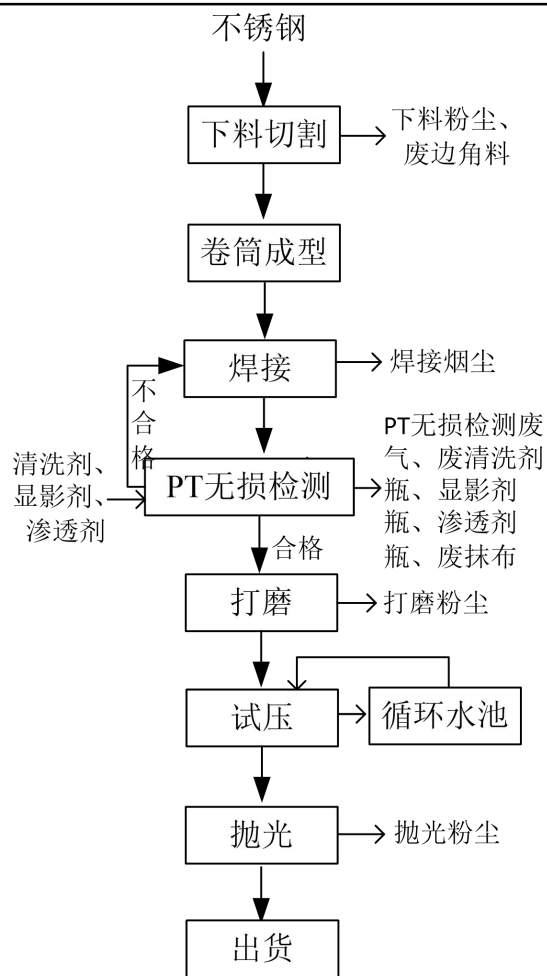 不锈钢
下料切割
下料粉尘、
废边角料
卷筒成型
焊接
焊接烟尘
不
合
格
清洗剂、
显影剂、
渗透剂
PT无损检测
PT无损检测废
气、废清洗剂
瓶、显影剂
瓶、渗透剂
瓶、废抹布
合格
打磨
打磨粉尘
试压
循环水池
抛光
抛光粉尘
出货